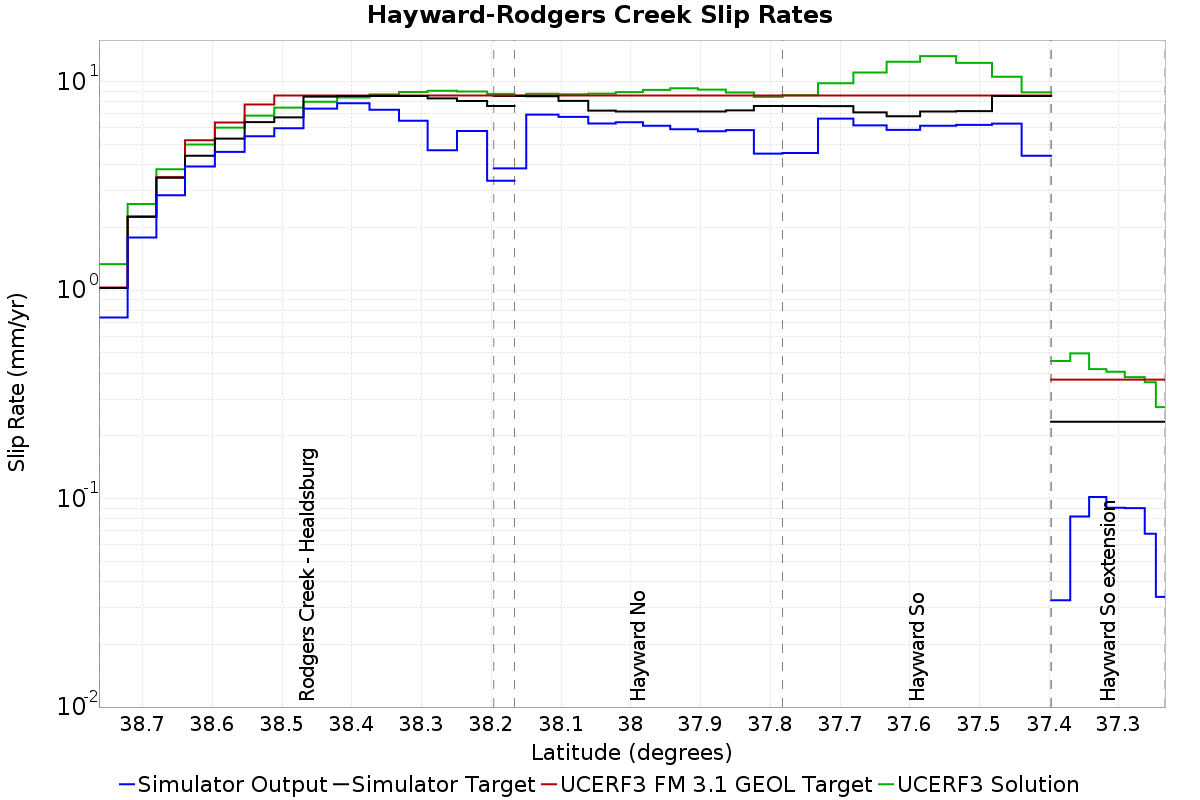 Hayward-Rodgers Creek Slip Rates
Slip Rate (mm/yr)
10^1
10^0
10^-1
10^-2
Rodgers Creek - Healdsburg
Hayward No
Hayward So
Hayward So extension
38.7 38.6 38.5 38.4 38.3 38.2 38.1 38 37.9 37.8 37.7 37.6 37.5 37.4 37.3
Latitude (degrees)
Simulator Output Simulator Target UCERF3 FM 3.1 GEOL Target UCERF3 Solution